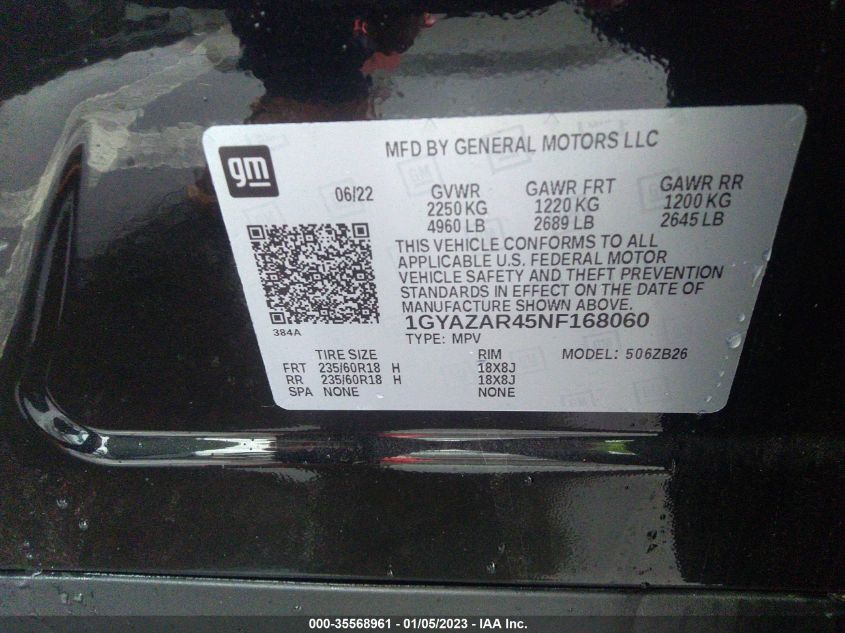 gm
MFD BY GENERAL MOTORS LLC
06/22 GVWR GAWR FRT GAWR RR
2250 KG 1220 KG 1200 KG
4960 LB 2689 LB 2645 LB
THIS VEHICLE CONFORMS TO ALL
APPLICABLE U.S. FEDERAL MOTOR
VEHICLE SAFETY AND THEFT PREVENTION
STANDARDS IN EFFECT ON THE DATE OF
MANUFACTURE SHOWN ABOVE.
384A
1GYAZAR45NF168060
TYPE: MPV MODEL: 506ZB26
TIRE SIZE RIM
FRT 235/60R18 H 18X8J
RR 235/60R18 H 18X8J
SPA NONE NONE
000-35568961 - 01/05/2023 - IAA Inc.